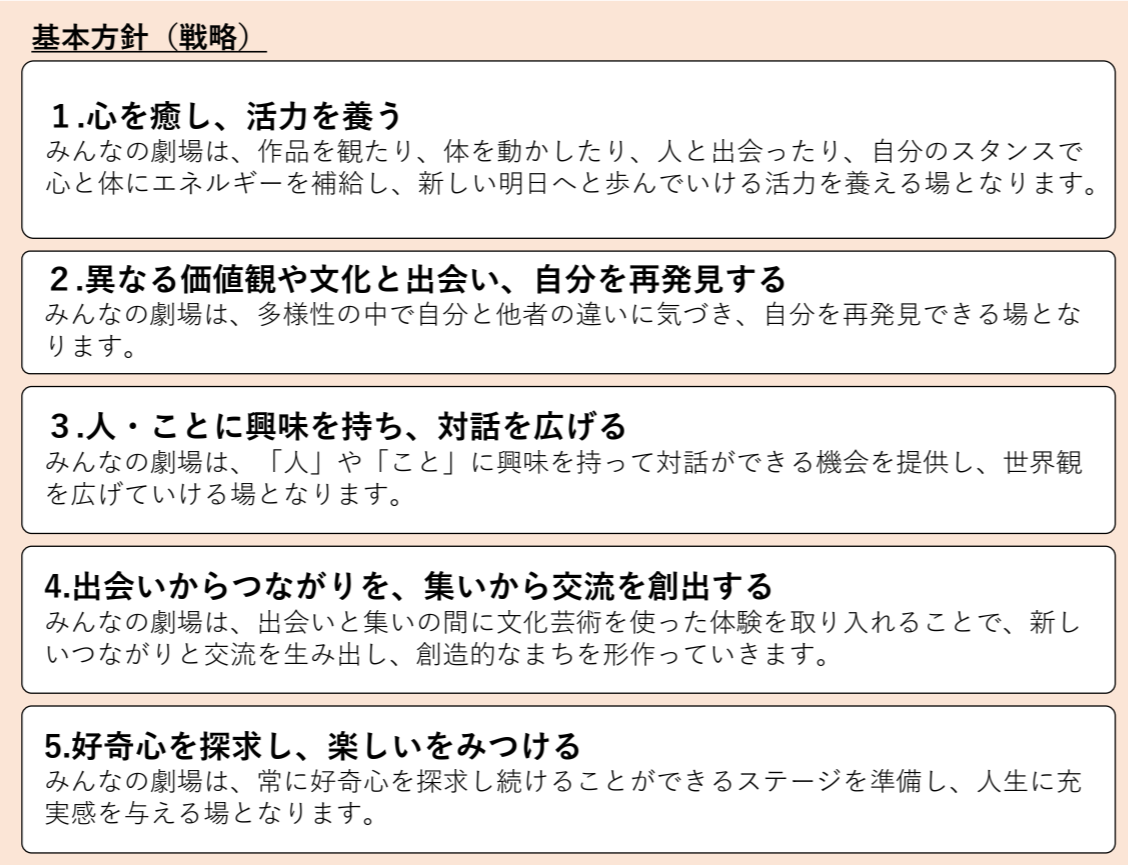 基本方針（戦略）
１.心を癒し、活力を養う
みんなの劇場は、作品を観たり、体を動かしたり、人と出会ったり、自分のスタンスで
心と体にエネルギーを補給し、新しい明日へと歩んでいける活力を養える場となります。
２.異なる価値観や文化と出会い、自分を再発見する
みんなの劇場は、多様性の中で自分と他者の違いに気づき、自分を再発見できる場とな
ります。
３.人・ことに興味を持ち、対話を広げる
みんなの劇場は、「人」や「こと」に興味を持って対話ができる機会を提供し、世界観
を広げていける場となります。
4.出会いからつながりを、集いから交流を創出する
みんなの劇場は、出会いと集いの間に文化芸術を使った体験を取り入れることで、新し
いつながりと交流を生み出し、創造的なまちを形作っていきます。
5.好奇心を探求し、楽しいをみつける
みんなの劇場は、常に好奇心を探求し続けることができるステージを準備し、人生に充
実感を与える場となります。